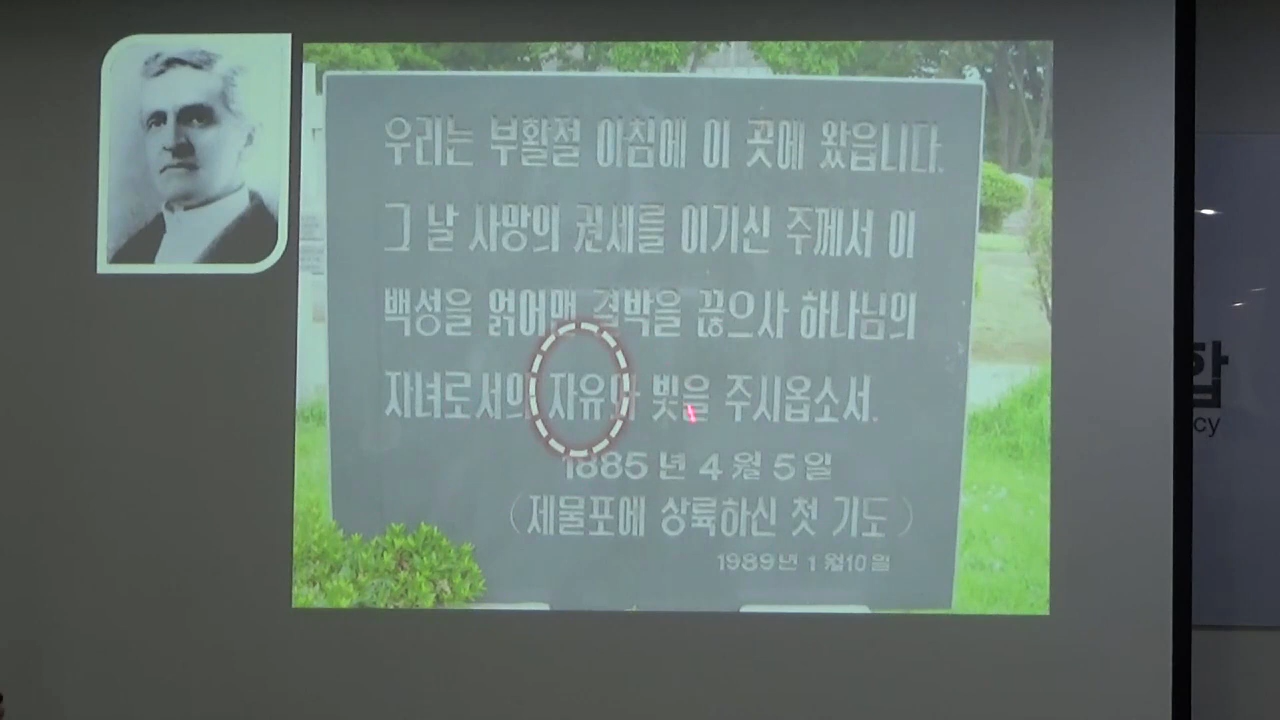 우리는 부활절 아침에 이 곳에 왔읍니다.
그 날 사망의 권세를 이기신 주께서 이
백성을 얽어맨 결박을 끊으사 하나님의
자녀로서의 자유와 빛을 주시옵소서.
1885년 4월 5일
(제물포에 상륙하신 첫 기도)
1989년 1월10일
합
cy